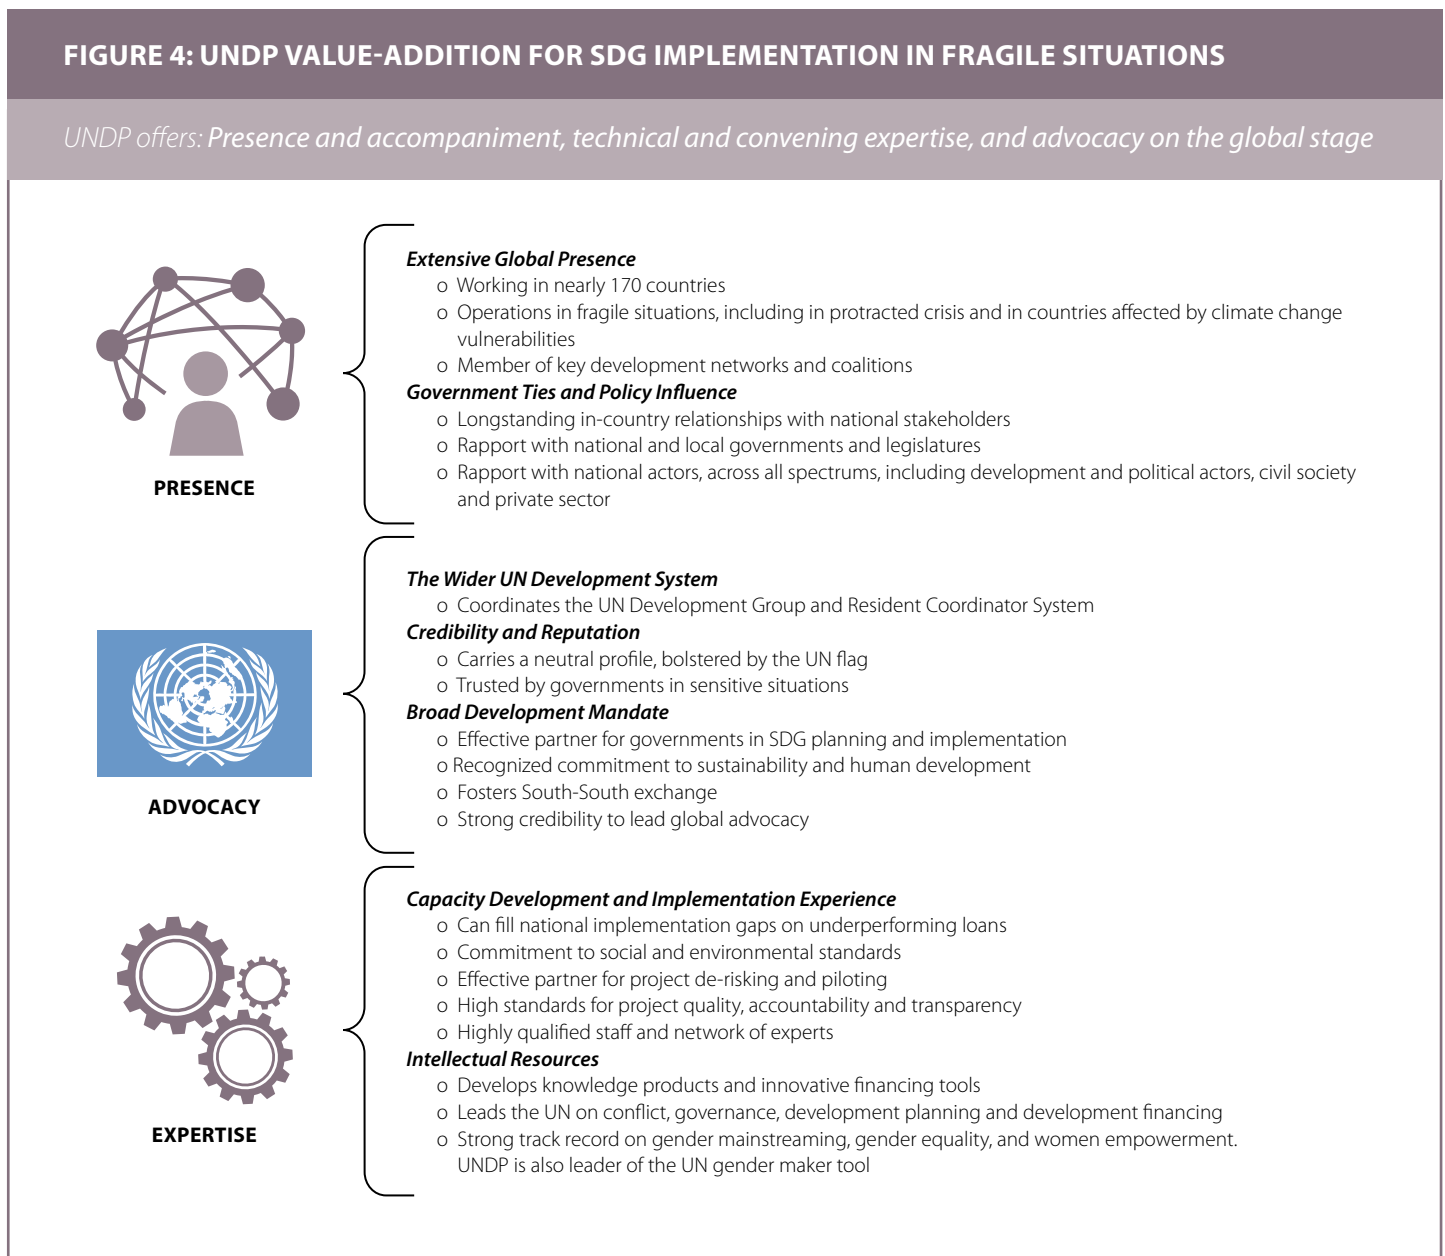 FIGURE 4: UNDP VALUE-ADDITION FOR SDG IMPLEMENTATION IN FRAGILE SITUATIONS
UNDP offers: Presence and accompaniment, technical and convening expertise, and advocacy on the global stage
PRESENCE
Extensive Global Presence
o Working in nearly 170 countries
o Operations in fragile situations, including in protracted crisis and in countries affected by climate change
vulnerabilities
o Member of key development networks and coalitions
Government Ties and Policy Influence
o Longstanding in-country relationships with national stakeholders
o Rapport with national and local governments and legislatures
o Rapport with national actors, across all spectrums, including development and political actors, civil society
and private sector
ADVOCACY
The Wider UN Development System
o Coordinates the UN Development Group and Resident Coordinator System
Credibility and Reputation
o Carries a neutral profile, bolstered by the UN flag
o Trusted by governments in sensitive situations
Broad Development Mandate
o Effective partner for governments in SDG planning and implementation
o Recognized commitment to sustainability and human development
o Fosters South-South exchange
o Strong credibility to lead global advocacy
EXPERTISE
Capacity Development and Implementation Experience
o Can fill national implementation gaps on underperforming loans
o Commitment to social and environmental standards
o Effective partner for project de-risking and piloting
o High standards for project quality, accountability and transparency
o Highly qualified staff and network of experts
Intellectual Resources
o Develops knowledge products and innovative financing tools
o Leads the UN on conflict, governance, development planning and development financing
o Strong track record on gender mainstreaming, gender equality, and women empowerment.
UNDP is also leader of the UN gender maker tool